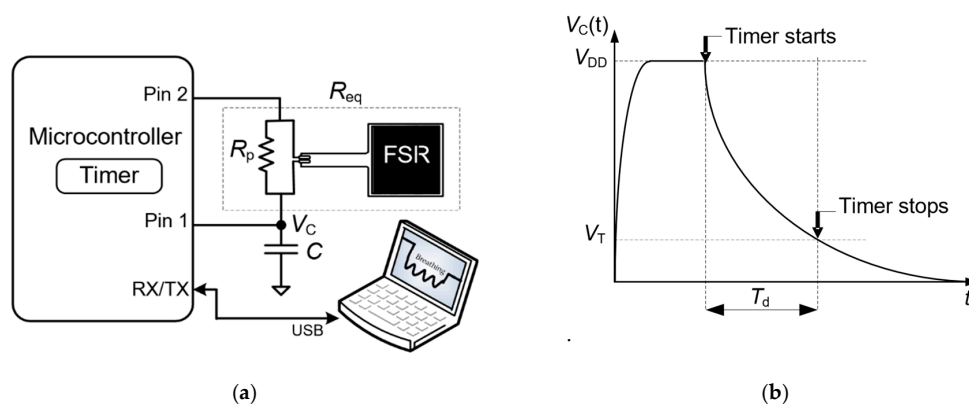 Pin 2
Microcontroller
Timer
Pin 1
RX/TX
R_eq
R_p
FSR
V_C
C
Breathing
USB
(a)
V_C(t)
Timer starts
V_DD
Timer stops
V_T
T_d
t
.
(b)